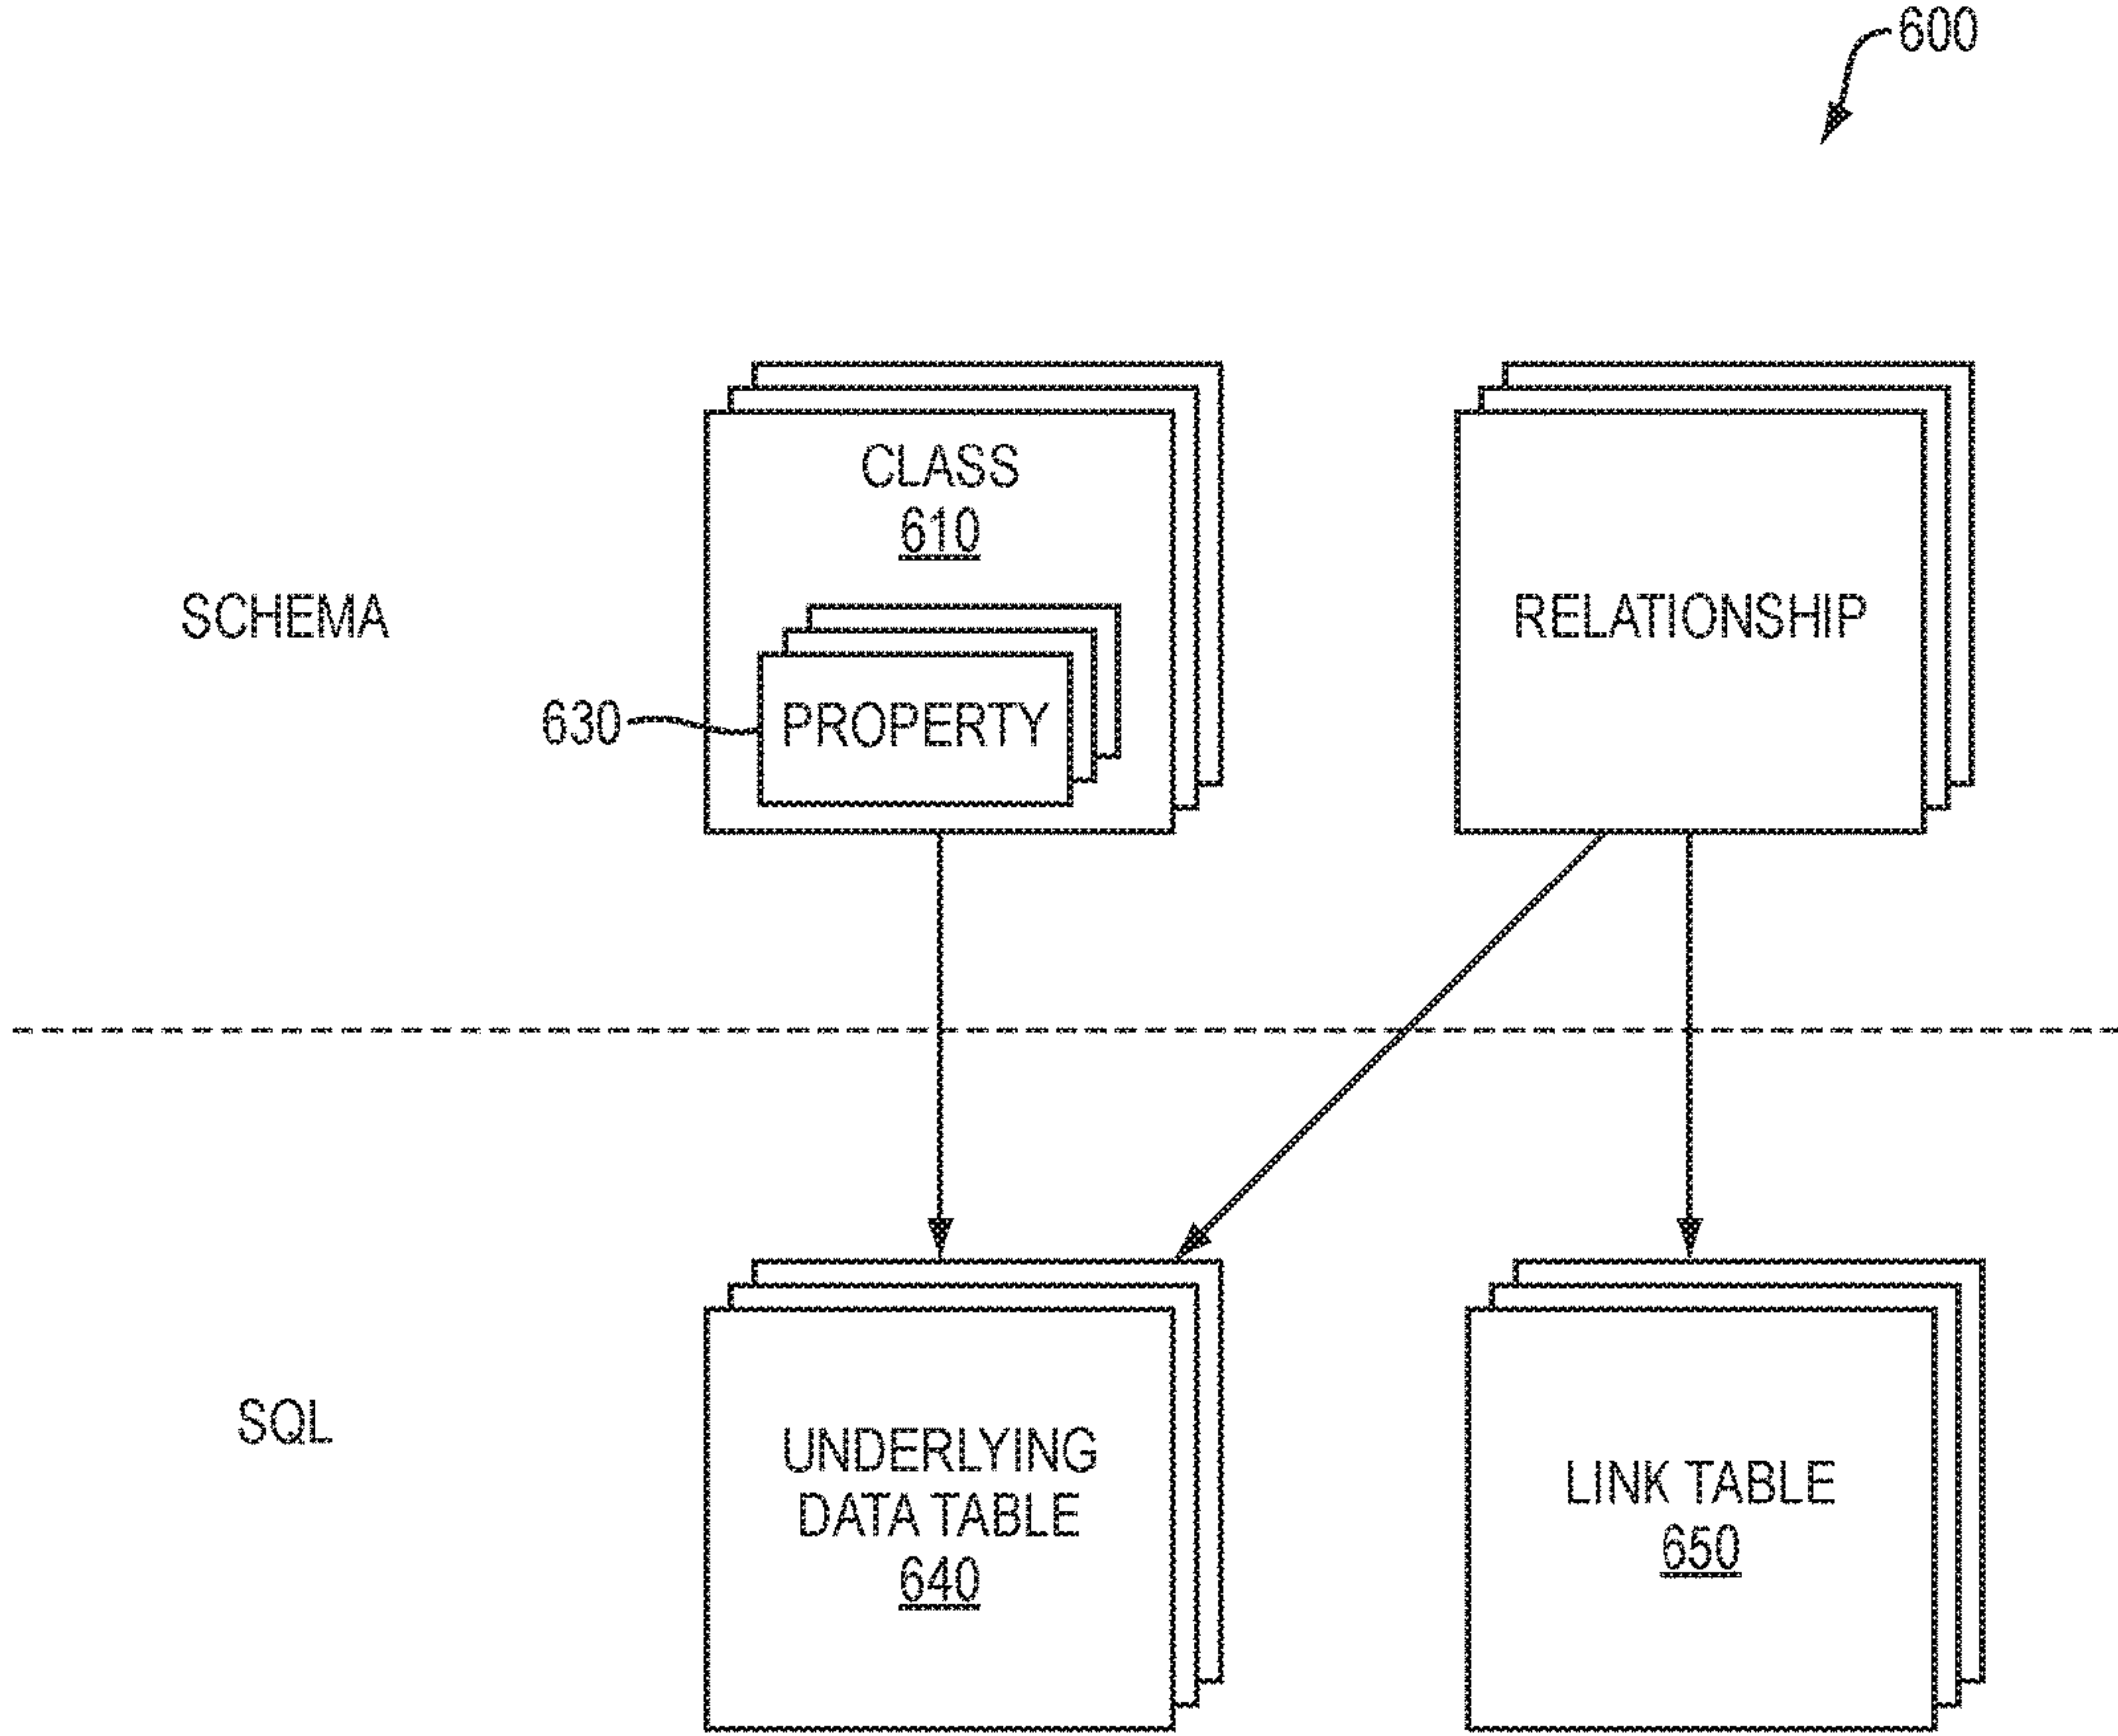 600
CLASS
610
SCHEMA
RELATIONSHIP
630
PROPERTY
SQL
UNDERLYING
DATA TABLE
640
LINK TABLE
650